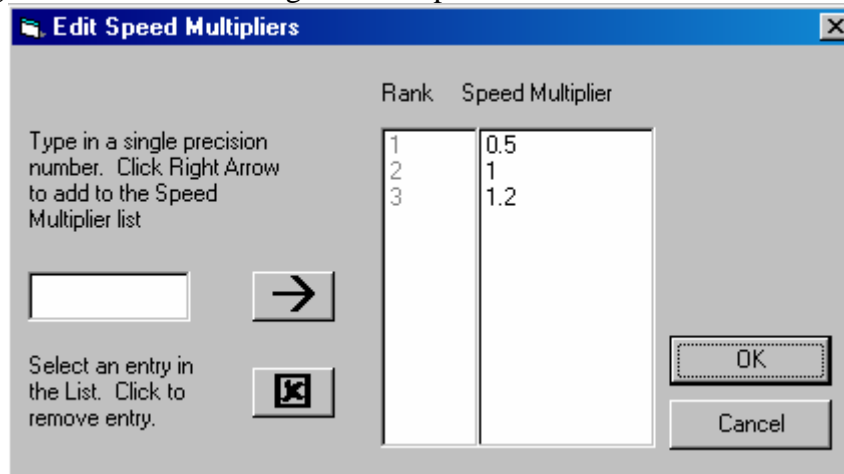 Edit Speed Multipliers
Rank Speed Multiplier
Type in a single precision
number. Click Right Arrow
to add to the Speed
Multiplier list
1 0.5
2 1
3 1.2
Select an entry in
the List. Click to
remove entry.
OK
Cancel